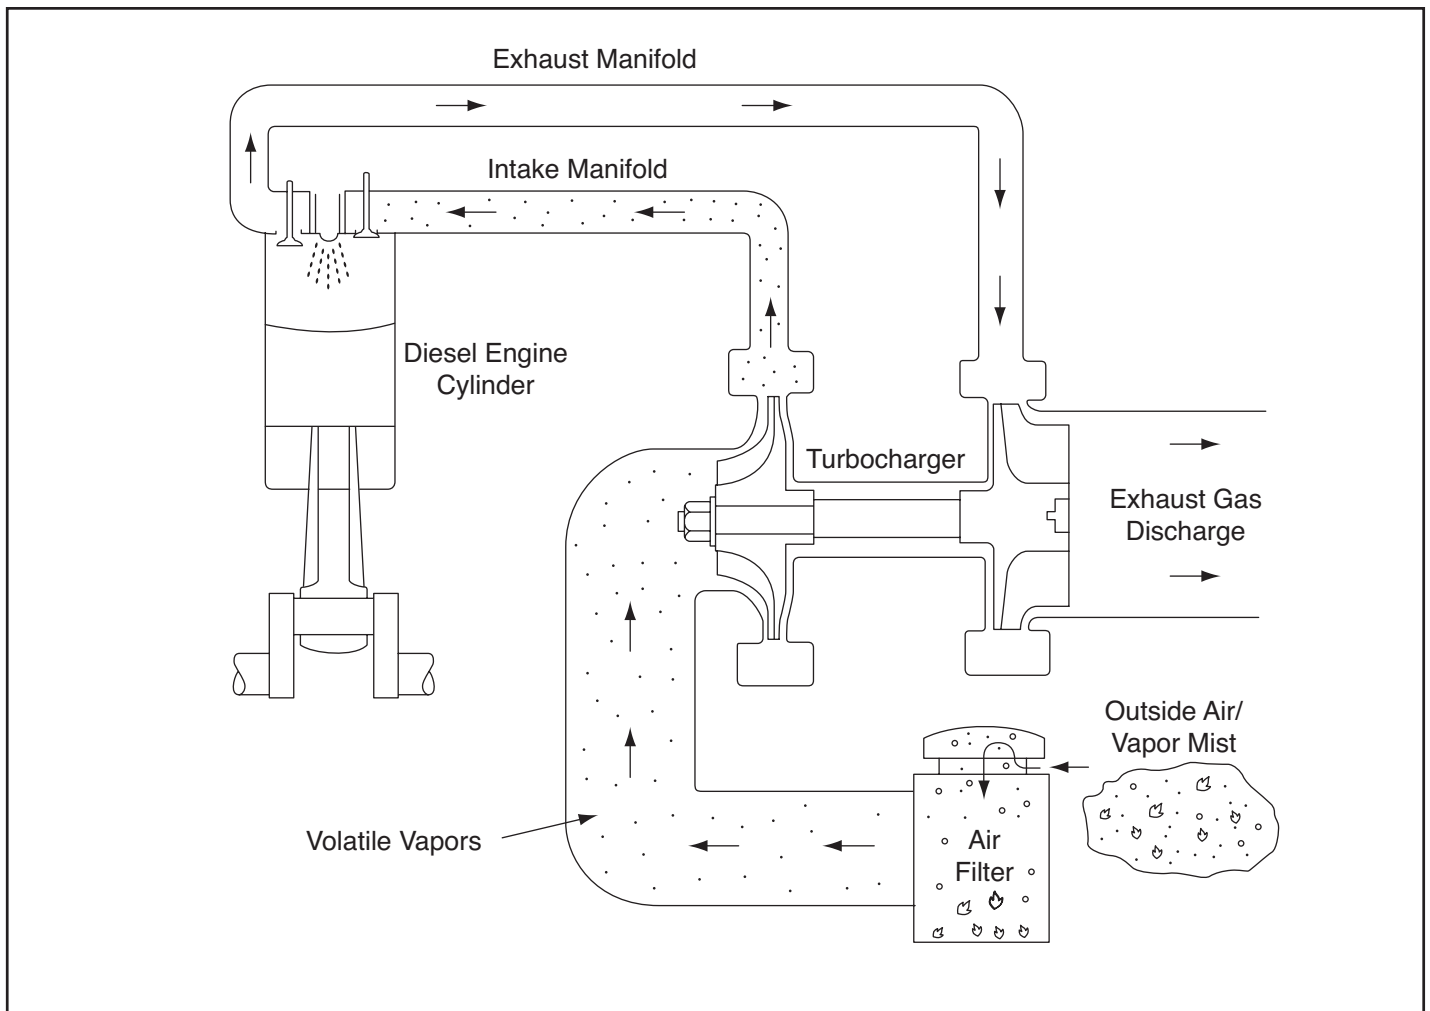 Exhaust Manifold
Intake Manifold
Diesel Engine
Cylinder
Turbocharger
Exhaust Gas
Discharge
Outside Air/
Vapor Mist
Volatile Vapors
Air
Filter